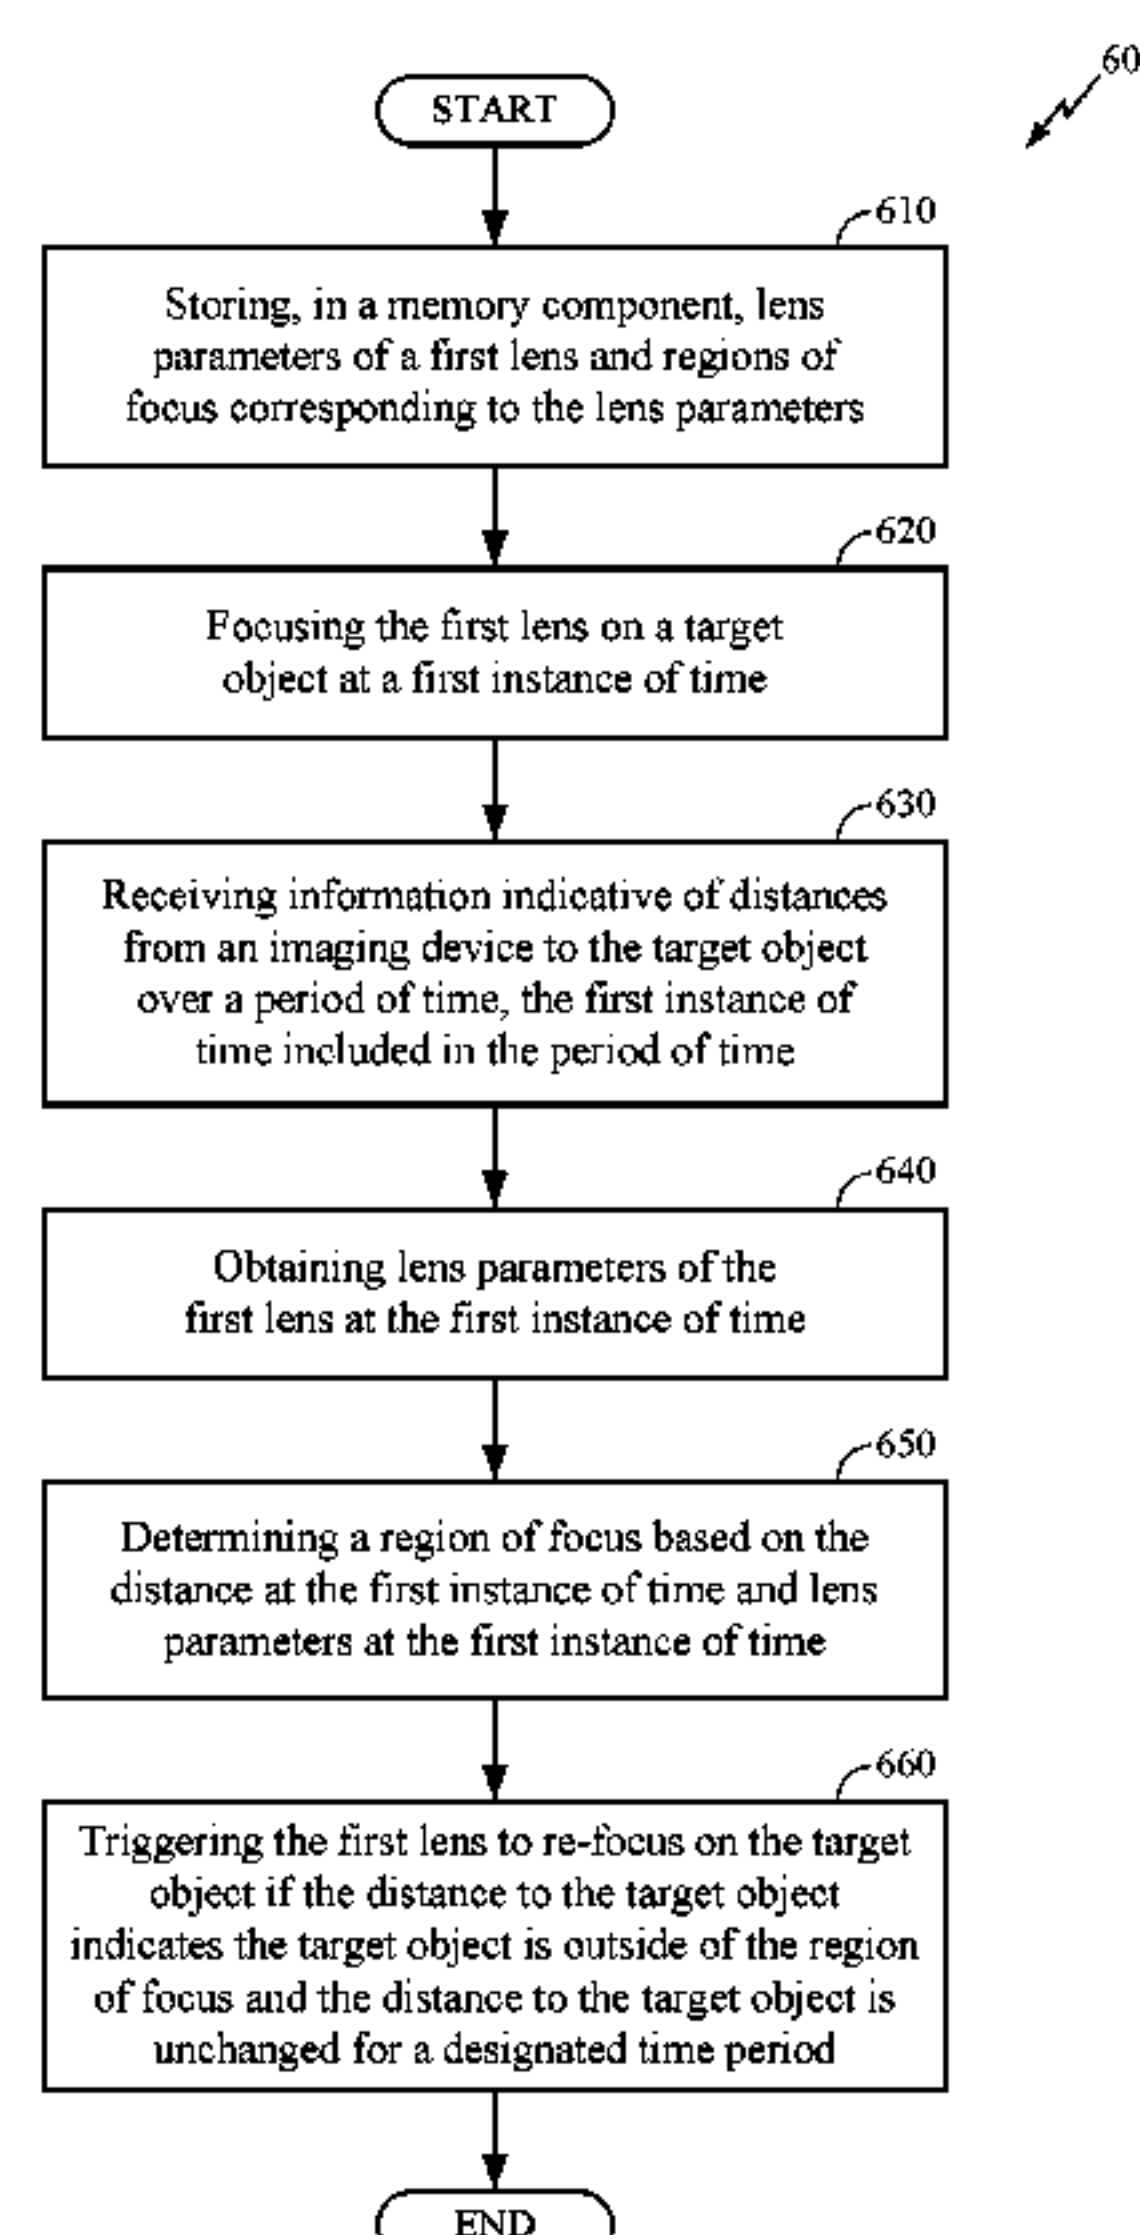 START
60
610
Storing, in a memory component, lens
parameters of a first lens and regions of
focus corresponding to the lens parameters
620
Focusing the first lens on a target
object at a first instance of time
630
Receiving information indicative of distances
from an imaging device to the target object
over a period of time, the first instance of
time included in the period of time
640
Obtaining lens parameters of the
first lens at the first instance of time
650
Determining a region of focus based on the
distance at the first instance of time and lens
parameters at the first instance of time
660
Triggering the first lens to re-focus on the target
object if the distance to the target object
indicates the target object is outside of the region
of focus and the distance to the target object is
unchanged for a designated time period
END